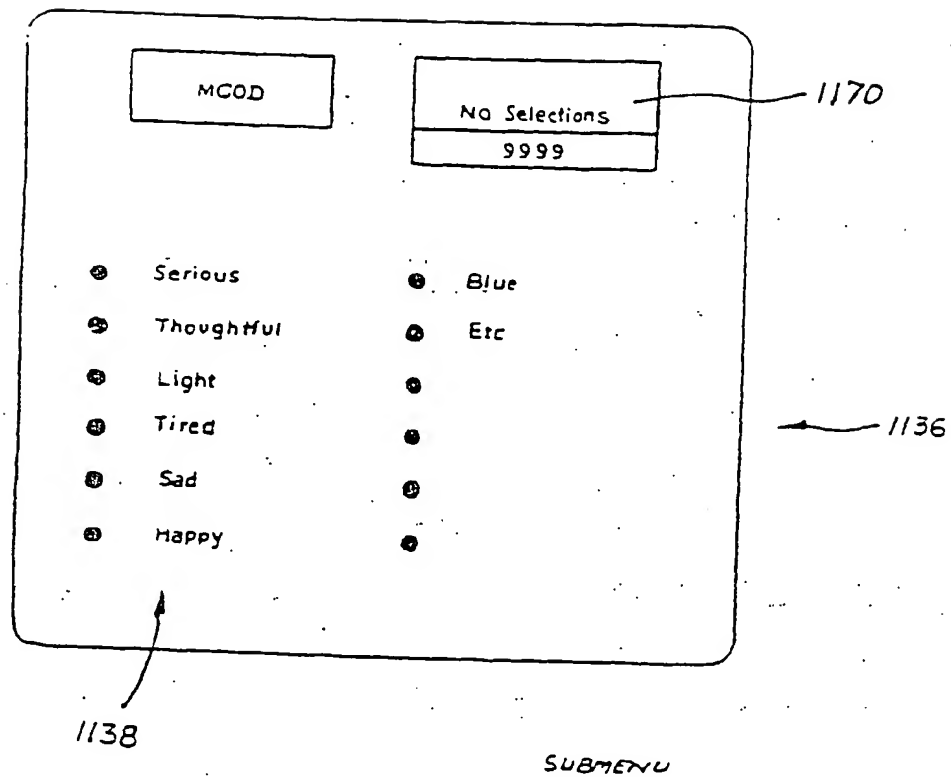 MOOD
No Selections
9999
1170
Serious
Thoughtful
Light
Tired
Sad
Happy
Blue
Etc
1136
1138
SUBMENU